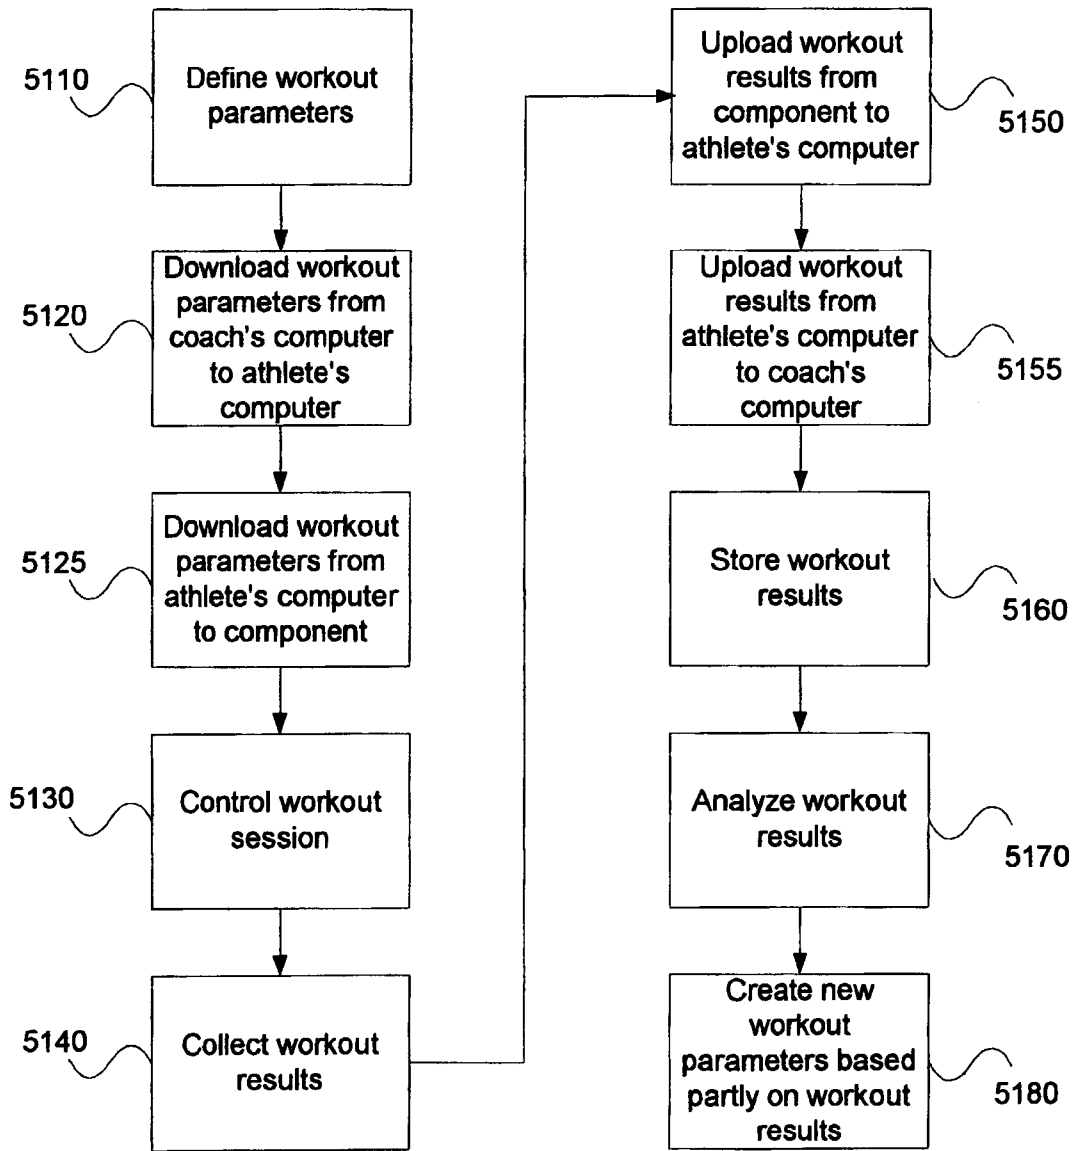 5110
Define workout
parameters
5120
Download workout
parameters from
coach's computer
to athlete's
computer
5125
Download workout
parameters from
athlete's computer
to component
5130
Control workout
session
5140
Collect workout
results
Upload workout
results from
component to
athlete's computer
5150
Upload workout
results from
athlete's computer
to coach's
computer
5155
Store workout
results
5160
Analyze workout
results
5170
Create new
workout
parameters based
partly on workout
results
5180